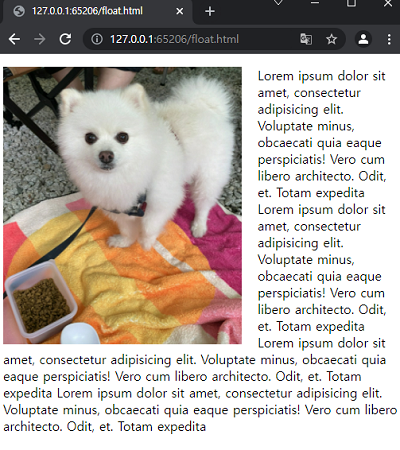 127.0.0.1:65206/float.html
127.0.0.1:65206/float.html
Lorem ipsum dolor sit
amet, consectetur
adipisicing elit.
Voluptate minus,
obcaecati quia eaque
perspiciatis! Vero cum
libero architecto. Odit,
et. Totam expedita
Lorem ipsum dolor sit
amet, consectetur
adipisicing elit.
Voluptate minus,
obcaecati quia eaque
perspiciatis! Vero cum
libero architecto. Odit,
et. Totam expedita
Lorem ipsum dolor sit
amet, consectetur adipisicing elit. Voluptate minus, obcaecati quia
eaque perspiciatis! Vero cum libero architecto. Odit, et. Totam
expedita Lorem ipsum dolor sit amet, consectetur adipisicing elit.
Voluptate minus, obcaecati quia eaque perspiciatis! Vero cum libero
architecto. Odit, et. Totam expedita